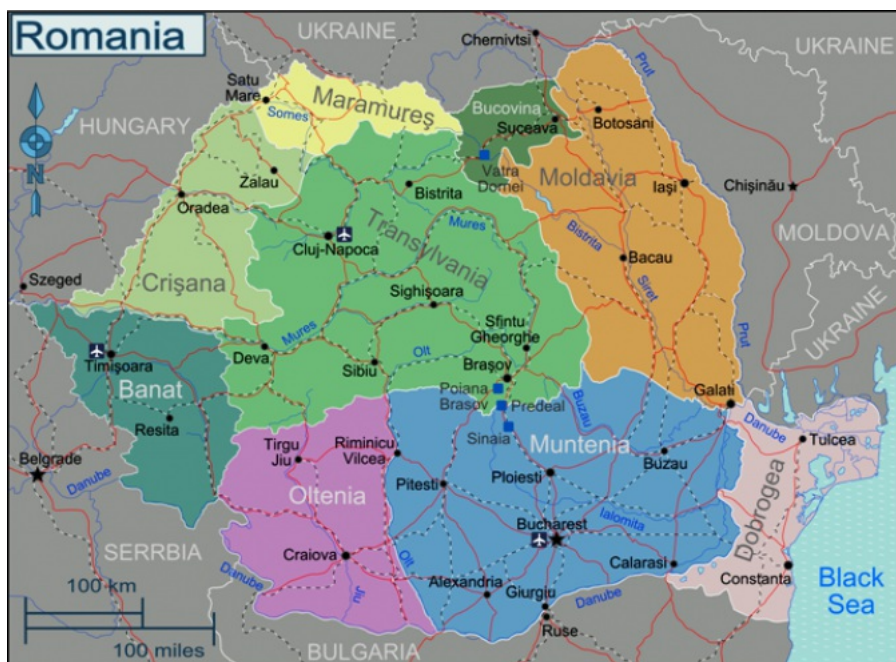 Romania
UKRAINE
Chernivtsi
UKRAINE
Prut
Satu
Mare
Maramureş
Somes
Bucovina
Suceava
Botosani
HUNGARY
N
Zalau
Vatra
Dornei
Moldavia
Iaşi
Chişinău
Oradea
Bistrita
Transylvania
Mures
Bistrita
Cluj-Napoca
MOLDOVA
Bacau
Siret
Crişana
Szeged
Sighişoara
UKRAINE
Sfintu
Gheorghe
Mures
Prut
Deva
Olt
Timişoara
Sibiu
Braşov
Banat
Poiana
Brasov
Predeal
Buzau
Galati
Resita
Sinaia
Danube
Tulcea
Tirgu
Jiu
Riminicu
Vilcea
Muntenia
Buzau
Belgrade
Danube
Oltenia
Pitesti
Ploiesti
Dobrogea
Bucharest
Ialomita
SERRBIA
Craiova
Olt
Calarasi
Constanta
Black
Sea
Danube
Jiu
Alexandria
Giurgiu
Danube
100 km
Ruse
100 miles
BULGARIA